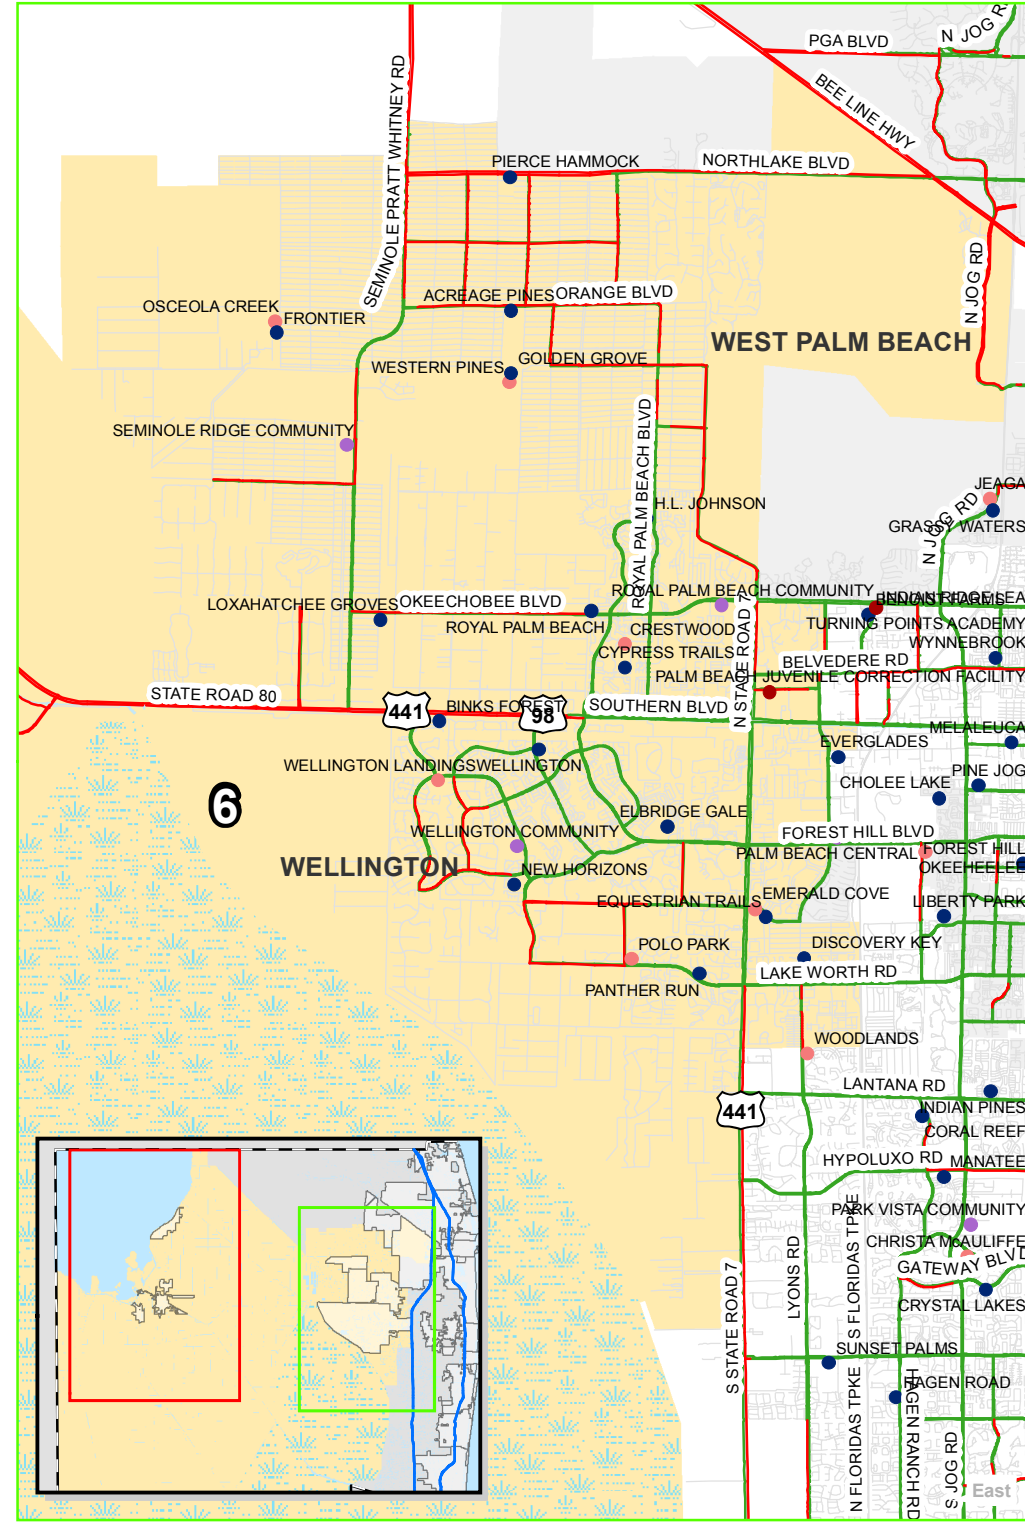 N JOG R
PGA BLVD
SEMINOLE PRATT WHITNEY RD
BEE LINE HWY
PIERCE HAMMOCK
NORTHLAKE BLVD
N JOG RD
OSCEOLA CREEK
FRONTIER
ACREAGE PINES
ORANGE BLVD
WEST PALM BEACH
WESTERN PINES
GOLDEN GROVE
SEMINOLE RIDGE COMMUNITY
ROYAL PALM BEACH BLVD
H.L. JOHNSON
JEAGA
N JOG RD
GRASSY WATERS
LOXAHATCHEE GROVES
OKEECHOBEE BLVD
ROYAL PALM BEACH COMMUNITY
INDIAN RIDGE
BENOIST FARMS
ROYAL PALM BEACH
CRESTWOOD
TURNING POINTS ACADEMY
N STATE ROAD 7
CYPRESS TRAILS
WYNNEBROOK
BELVEDERE RD
PALM BEACH JUVENILE CORRECTION FACILITY
STATE ROAD 80
441
BINKS FOREST
98
SOUTHERN BLVD
MELALEUCA
EVERGLADES
WELLINGTON LANDINGS
WELLINGTON
PINE JOG
CHOLEE LAKE
6
ELBRIDGE GALE
WELLINGTON COMMUNITY
FOREST HILL BLVD
PALM BEACH CENTRAL
FOREST HILL
WELLINGTON
NEW HORIZONS
OKEEHEELEE
EQUESTRIAN TRAILS
EMERALD COVE
LIBERTY PARK
POLO PARK
DISCOVERY KEY
LAKE WORTH RD
PANTHER RUN
WOODLANDS
LANTANA RD
441
INDIAN PINES
CORAL REEF
HYPOLUXO RD
MANATEE
PARK VISTA COMMUNITY
S FLORIDAS TPKE
CHRISTA McAULIFFE
GATEWAY BLVD
LYONS RD
S STATE ROAD 7
CRYSTAL LAKES
SUNSET PALMS
HAGEN ROAD
N FLORIDAS TPKE
HAGEN RANCH RD
S JOG RD
East